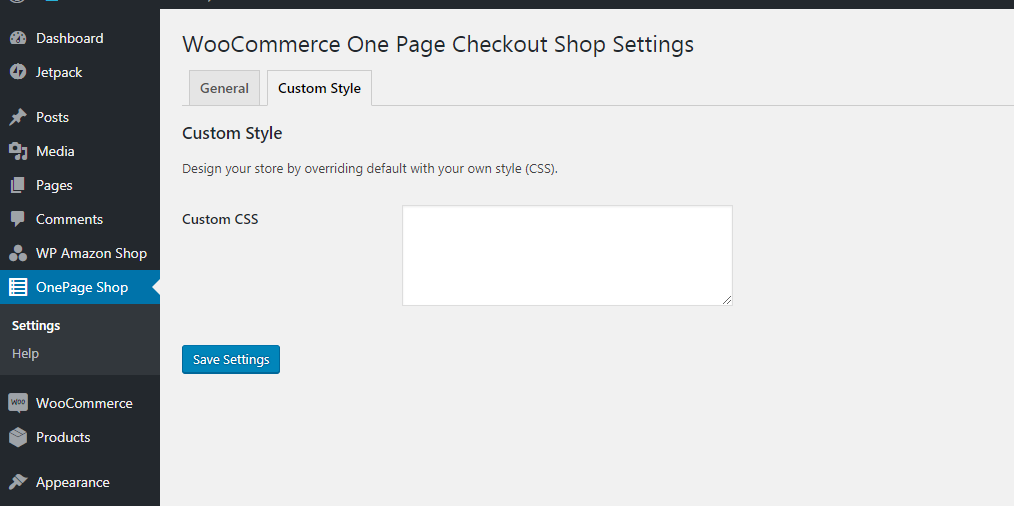 Dashboard
Jetpack
Posts
Media
Pages
Comments
WP Amazon Shop
OnePage Shop
Settings
Help
WooCommerce
Products
Appearance
WooCommerce One Page Checkout Shop Settings
General
Custom Style
Custom Style
Design your store by overriding default with your own style (CSS).
Custom CSS
Save Settings